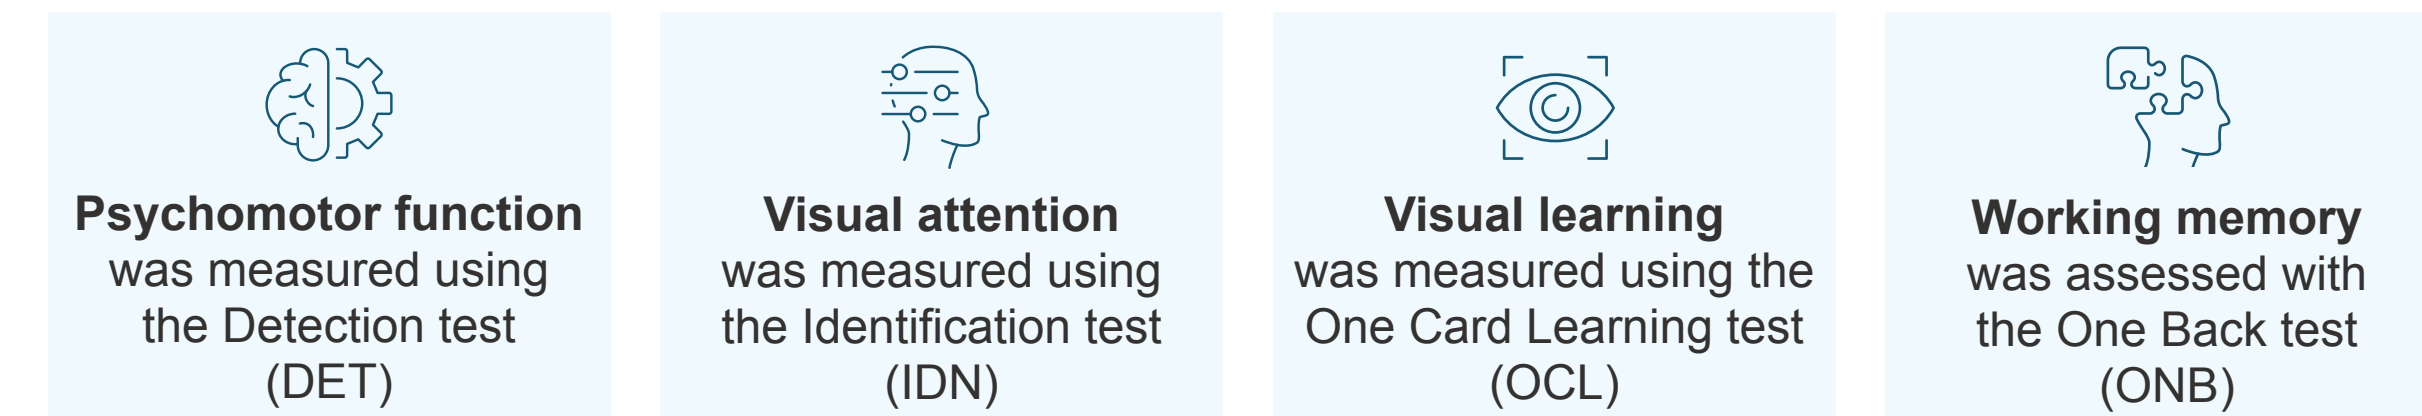 Psychomotor function
was measured using
the Detection test
(DET)
Visual attention
was measured using
the Identification test
(IDN)
Visual learning
was measured using the
One Card Learning test
(OCL)
Working memory
was assessed with
the One Back test
(ONB)